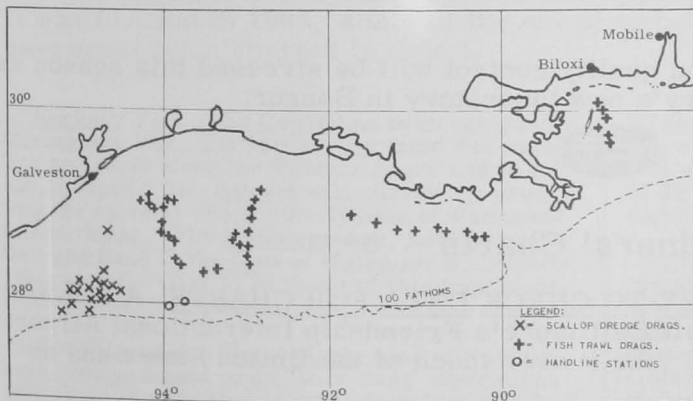 Mobile
Biloxi
30°
Galveston
100 FATHOMS
28°
LEGEND:
X - SCALLOP DREDGE DRAGS.
+ - FISH TRAWL DRAGS.
o - HANDLINE STATIONS
94° 92° 90°